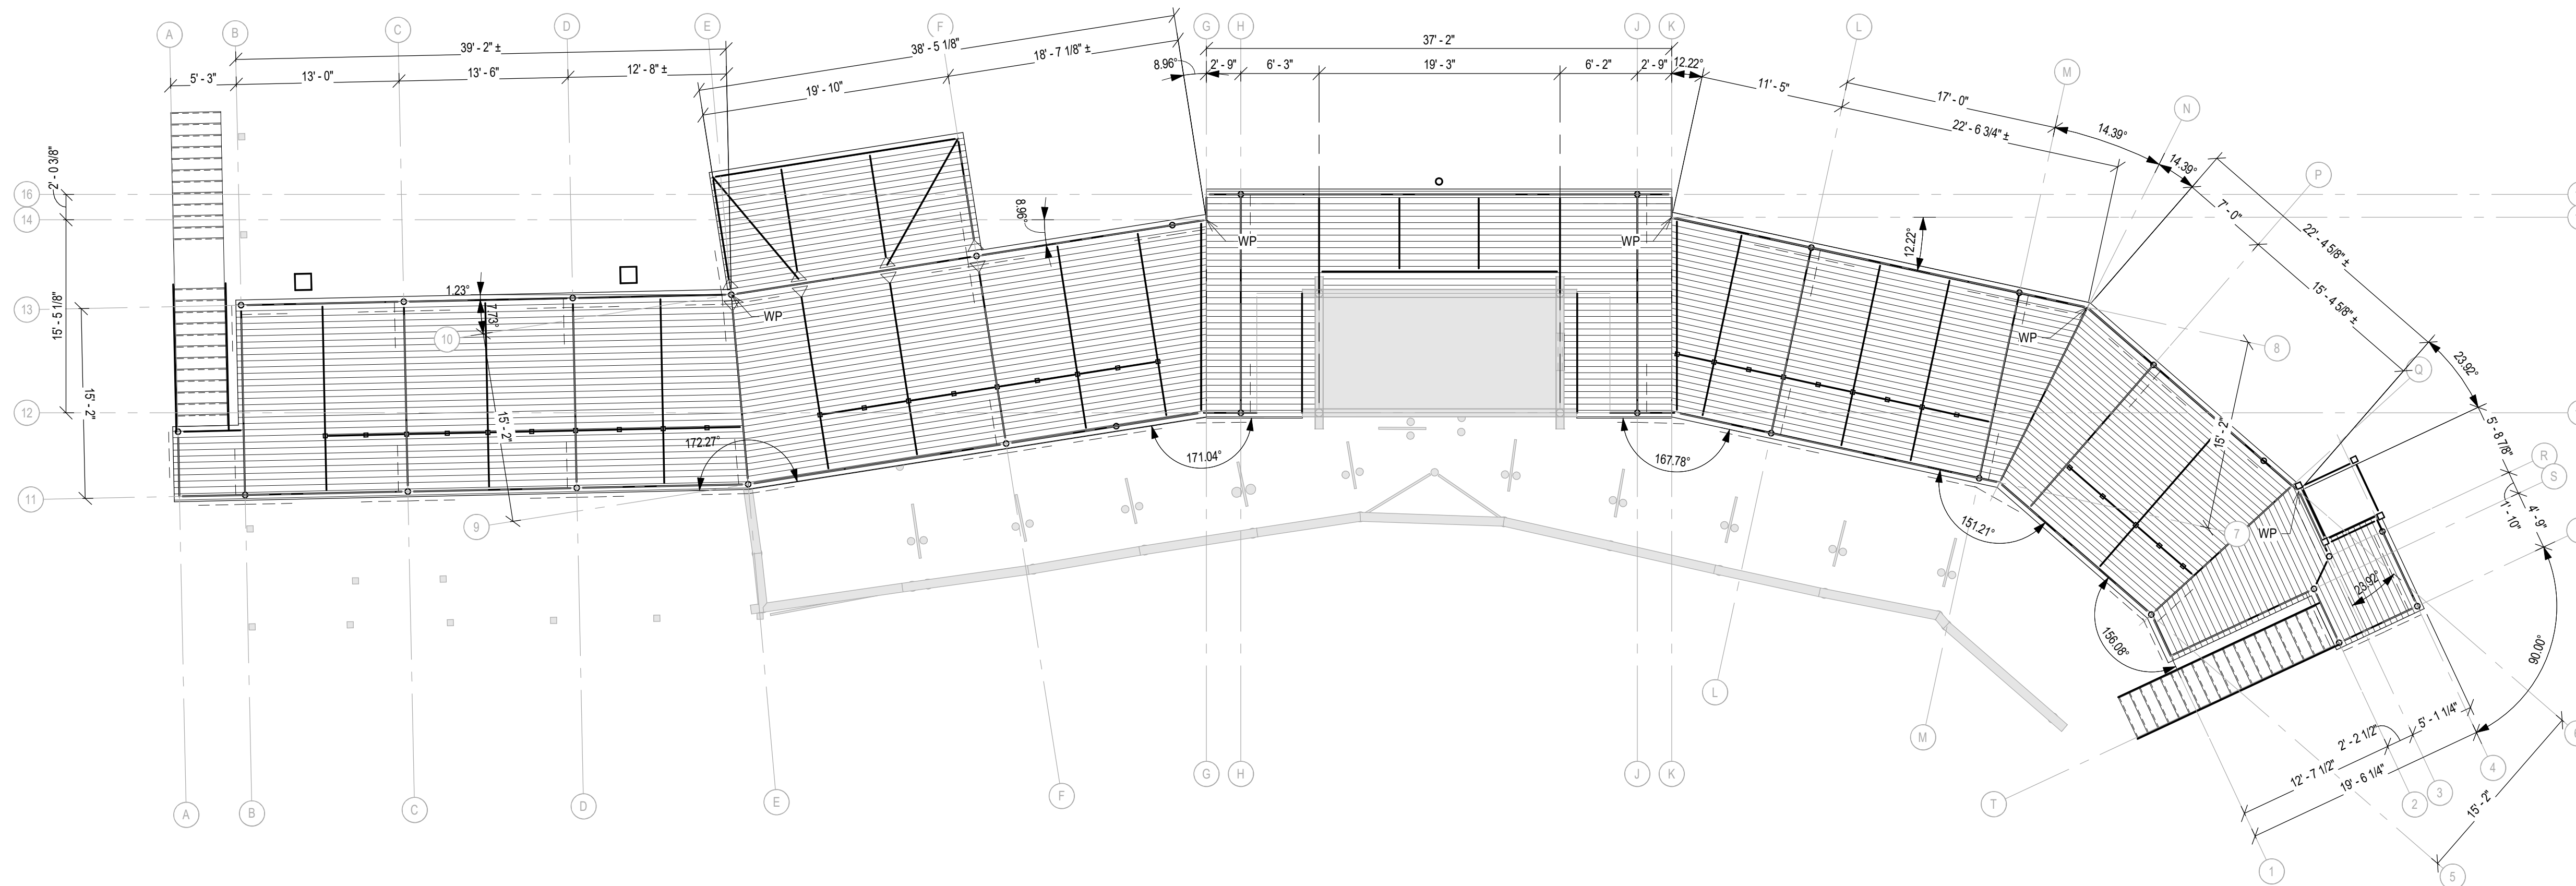 A
B
C
D
E
F
G
H
J
K
L
M
N
P
Q
R
S
39' - 2" ±
5' - 3"
13' - 0"
13' - 6"
12' - 8" ±
38' - 5 1/8"
18' - 7 1/8" ±
19' - 10"
8.96°
37' - 2"
2' - 9"
6' - 3"
19' - 3"
6' - 2"
2' - 9"
12.22°
11' - 5"
17' - 0"
22' - 6 3/4" ±
14.39°
14.39°
7' - 0"
22' - 4 5/8" ±
15' - 4 5/8" ±
23.92°
5' - 8 7/8"
4' - 9"
1' - 10"
16
14
13
12
11
2' - 0 3/8"
15' - 5 1/8"
15' - 2"
1.23°
7.73°
10
15' - 2"
9
172.27°
WP
8.96°
WP
171.04°
WP
167.78°
12.22°
WP
8
15' - 2"
7
151.21°
WP
23.92°
156.08°
90.00°
5' - 1 1/4"
2' - 2 1/2"
12' - 7 1/2"
19' - 6 1/4"
15' - 2"
A
B
C
D
E
F
G
H
J
K
L
M
T
1
2
3
4
5